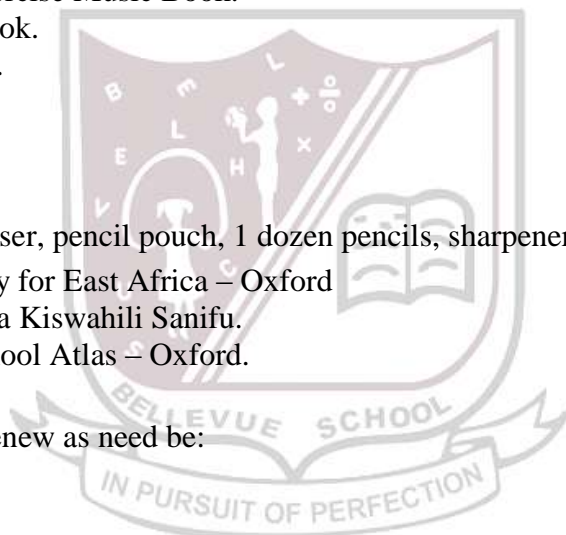 ercise Music Book.
ok.
ser, pencil pouch, 1 dozen pencils, sharpener
y for East Africa – Oxford
a Kiswahili Sanifu.
ool Atlas – Oxford.
enew as need be:
BELLEVUE SCHOOL
IN PURSUIT OF PERFECTION